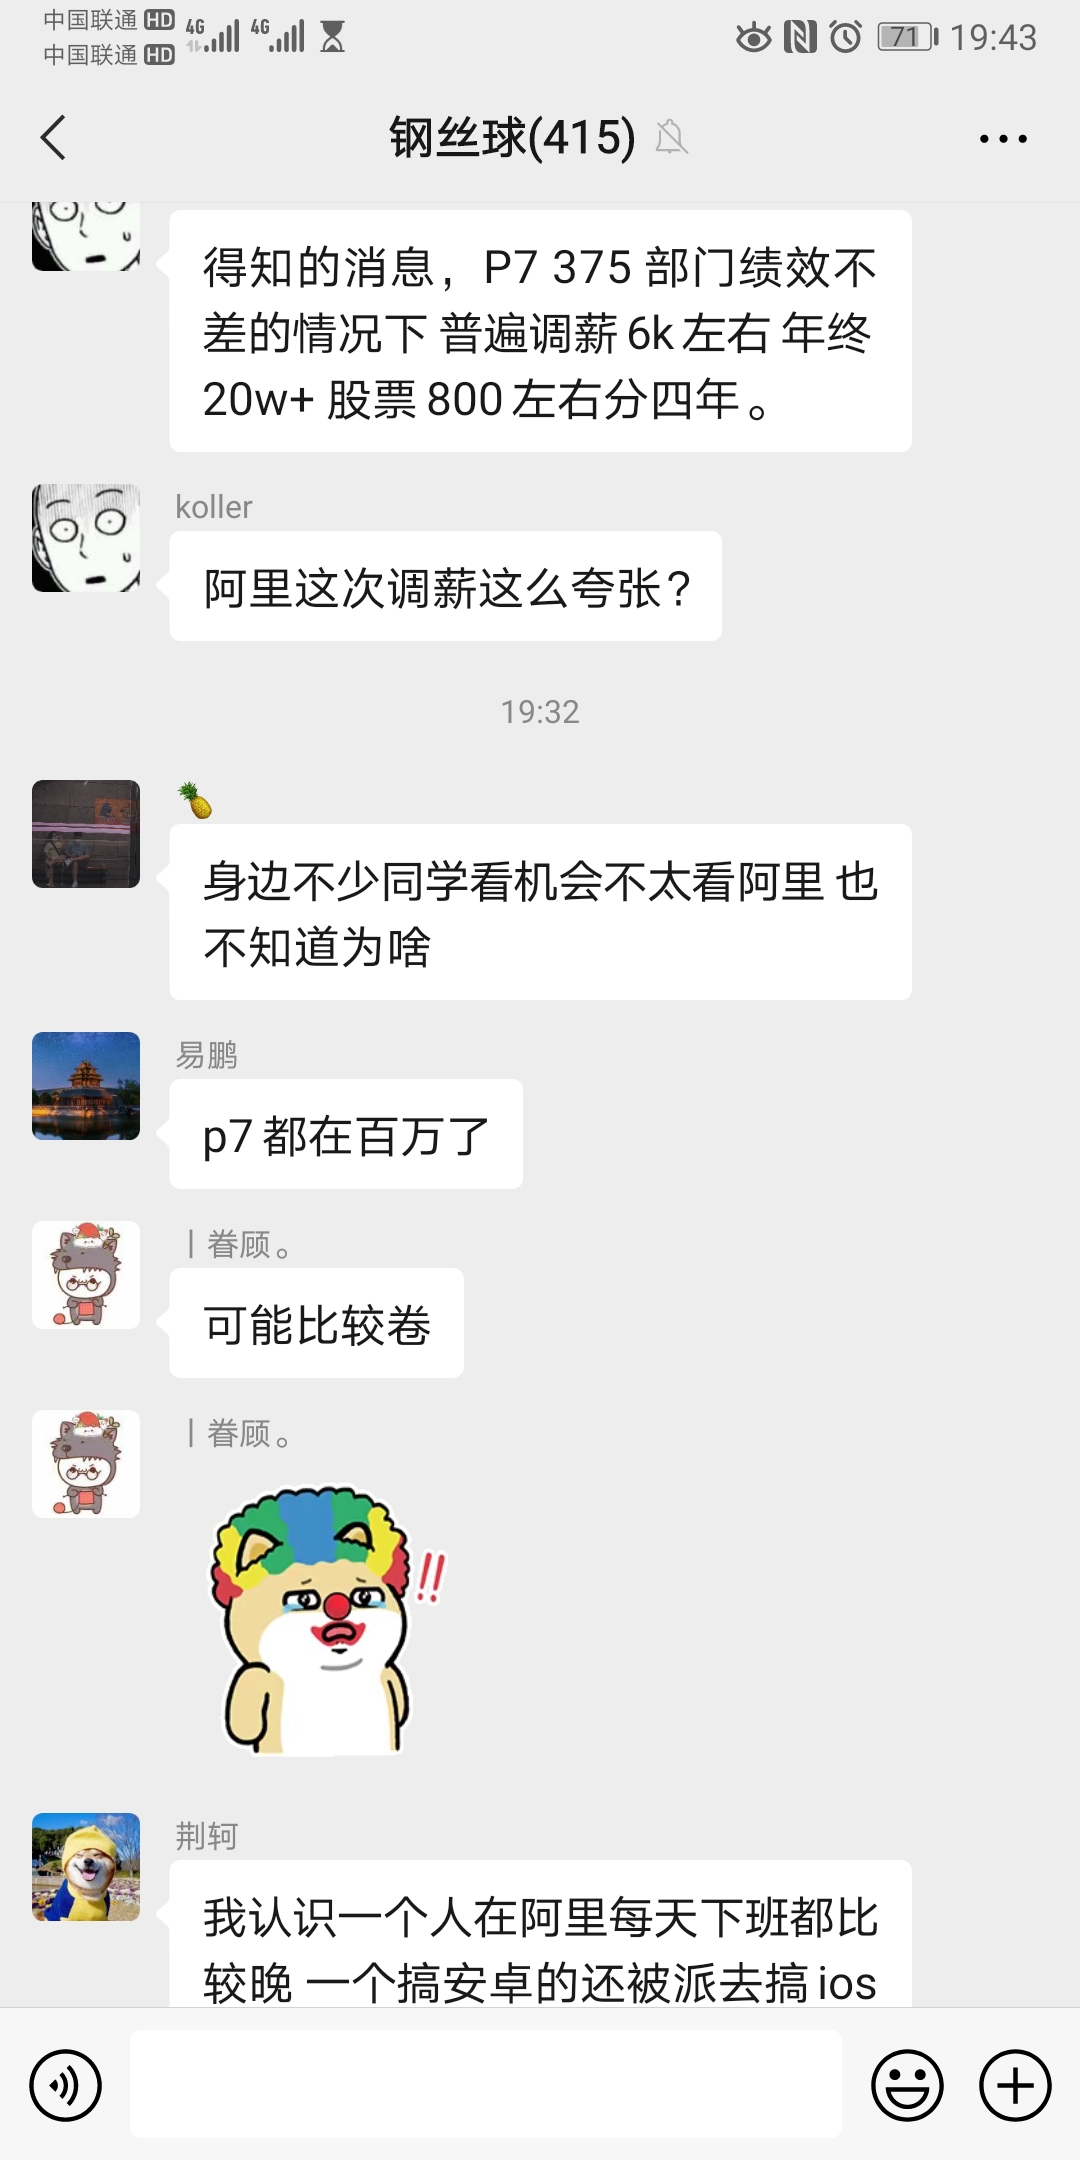 中国联通 HD 4G 4G 71 19:43
中国联通 HD
钢丝球(415)
得知的消息，P7 375 部门绩效不
差的情况下 普遍调薪 6k 左右 年终
20w+ 股票 800 左右分四年。
koller
阿里这次调薪这么夸张？
19:32
🍍
身边不少同学看机会不太看阿里 也
不知道为啥
易鹏
p7 都在百万了
丨眷顾。
可能比较卷
丨眷顾。
!!
荆轲
我认识一个人在阿里每天下班都比
较晚 一个搞安卓的还被派去搞 ios